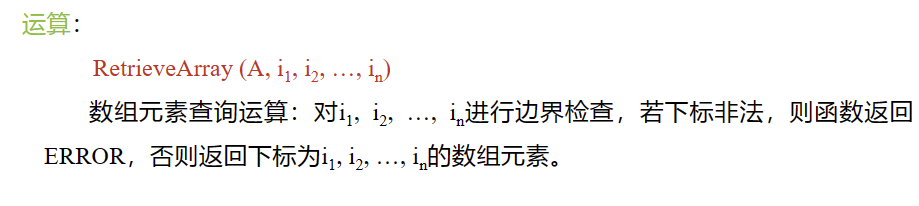 运算：
RetrieveArray (A, i1, i2, …, in)
数组元素查询运算：对i1, i2, …, in进行边界检查，若下标非法，则函数返回
ERROR，否则返回下标为i1, i2, …, in的数组元素。